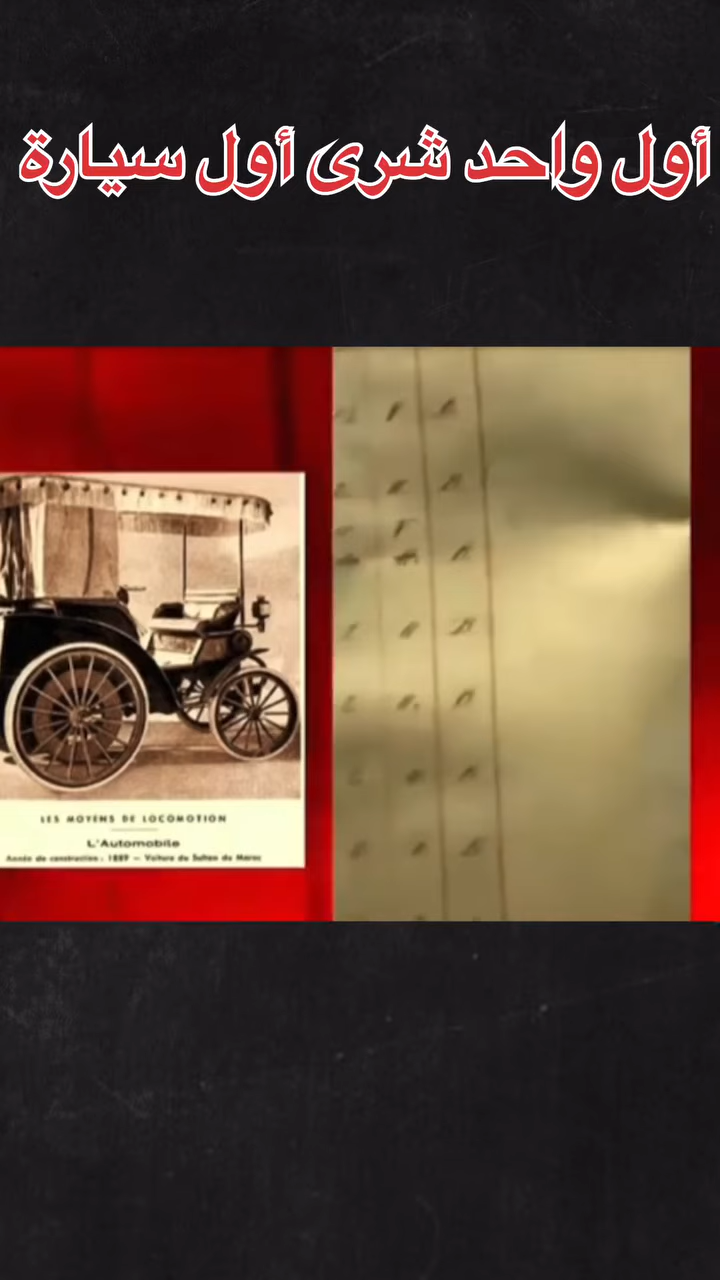 أول واحد شرى أول سيارة
LES MOYENS DE LOCOMOTION
L'Automobile
Année de construction : 1889 — Voiture du Sultan du Maroc